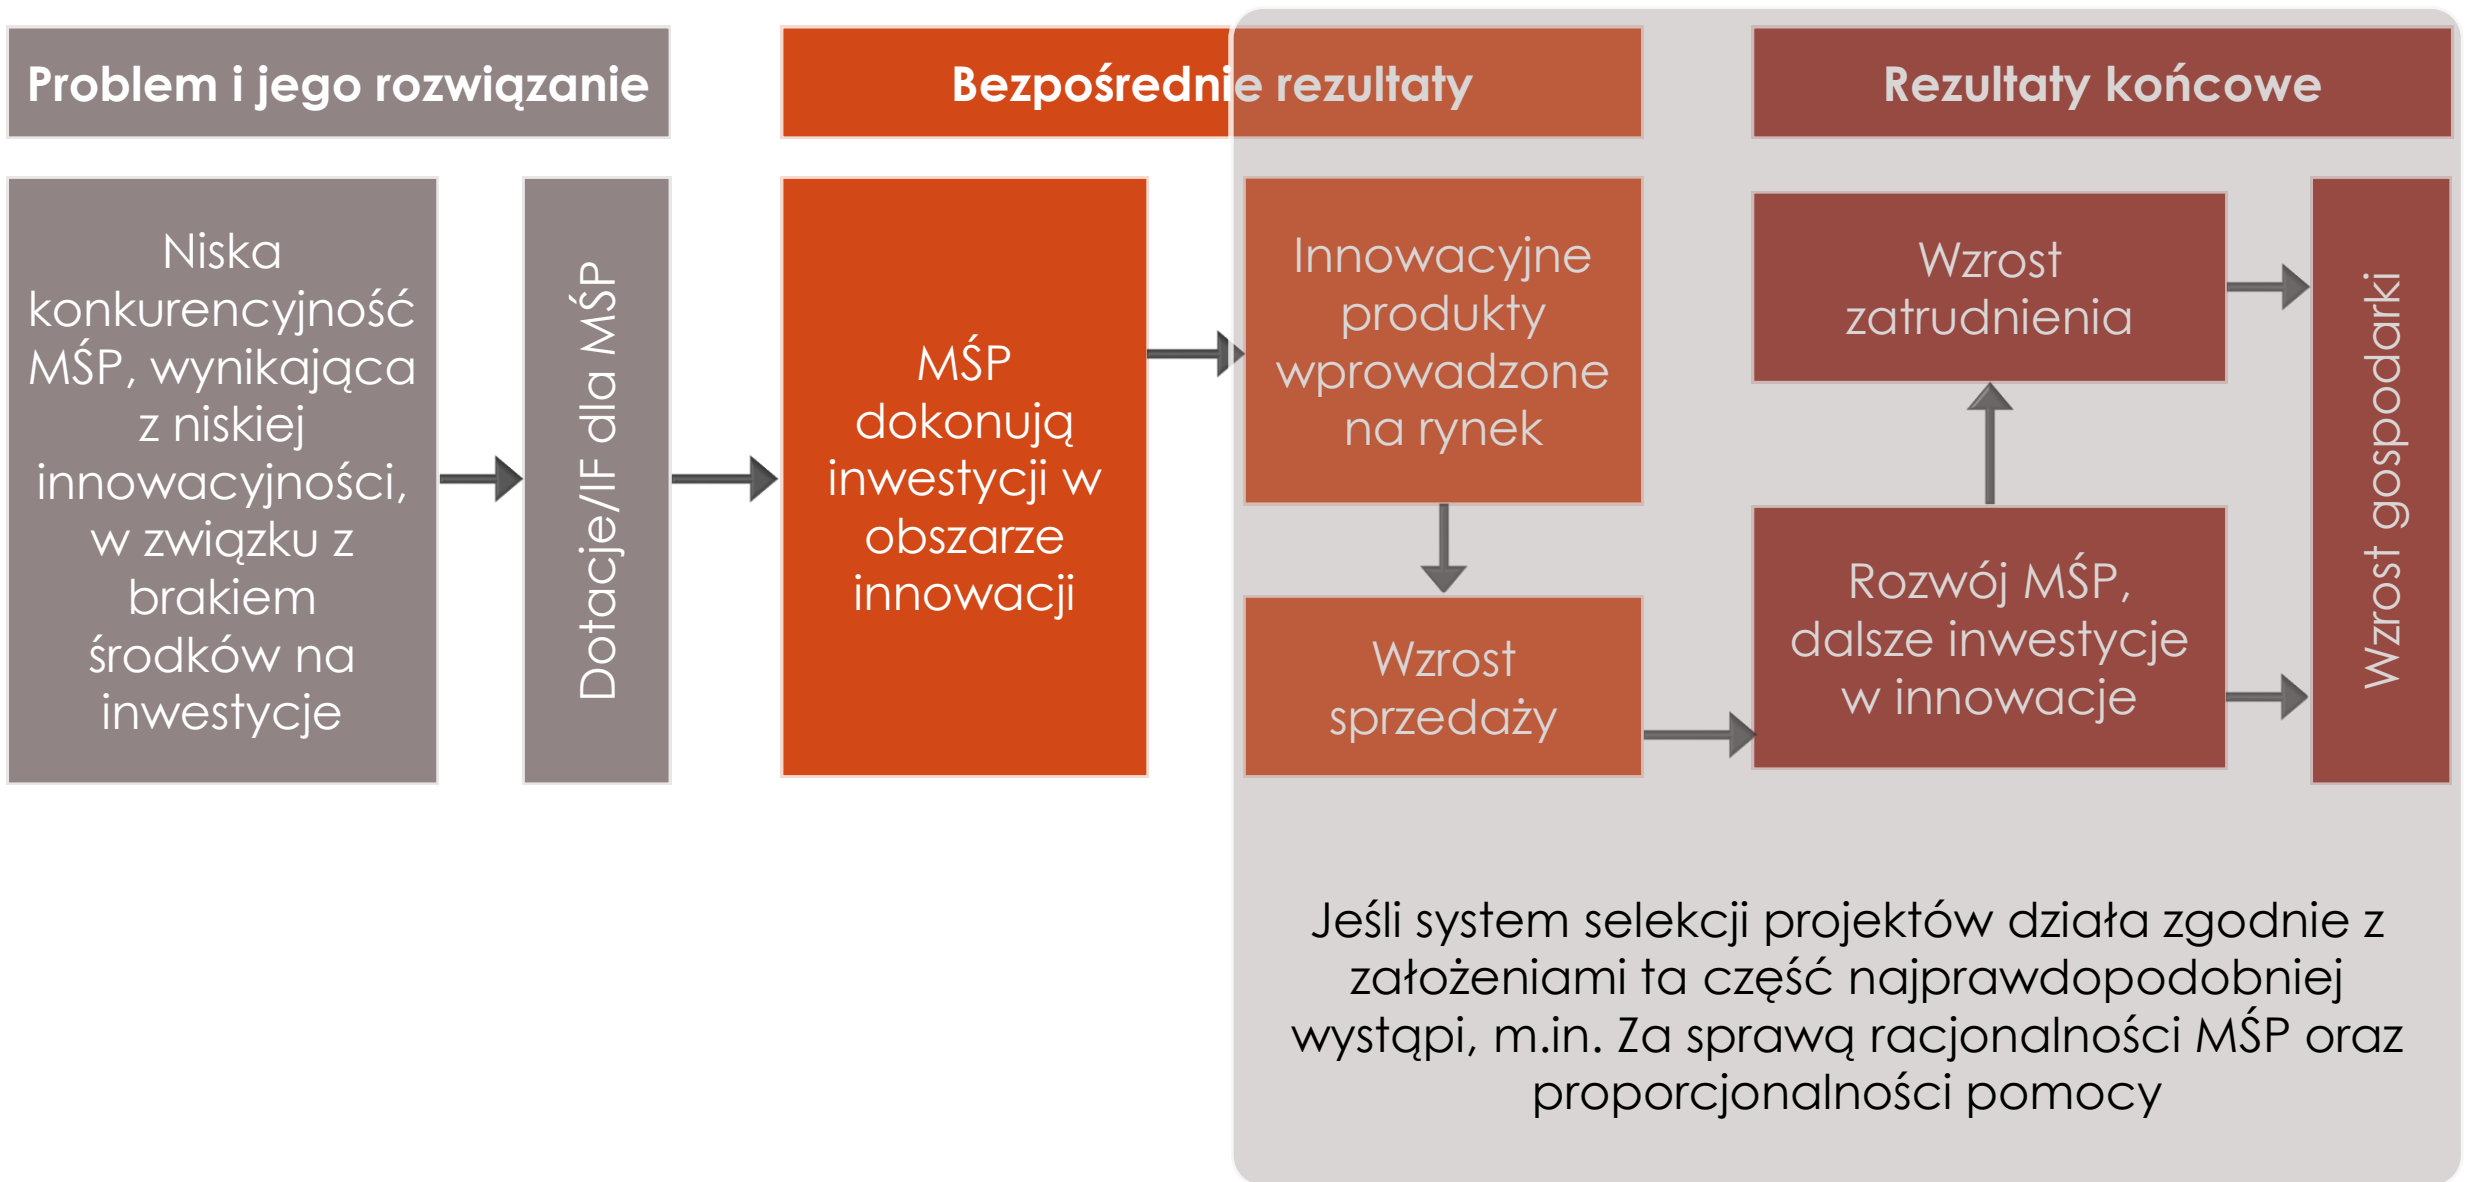 Problem i jego rozwiązanie
Bezpośrednie rezultaty
Rezultaty końcowe
Niska
konkurencyjność
MŚP, wynikająca
z niskiej
innowacyjności,
w związku z
brakiem
środków na
inwestycje
Dotacje/IF dla MŚP
MŚP
dokonują
inwestycji w
obszarze
innowacji
Innowacyjne
produkty
wprowadzone
na rynek
Wzrost
sprzedaży
Wzrost
zatrudnienia
Rozwój MŚP,
dalsze inwestycje
w innowacje
Wzrost gospodarki
Jeśli system selekcji projektów działa zgodnie z
założeniami ta część najprawdopodobniej
wystąpi, m.in. Za sprawą racjonalności MŚP oraz
proporcjonalności pomocy